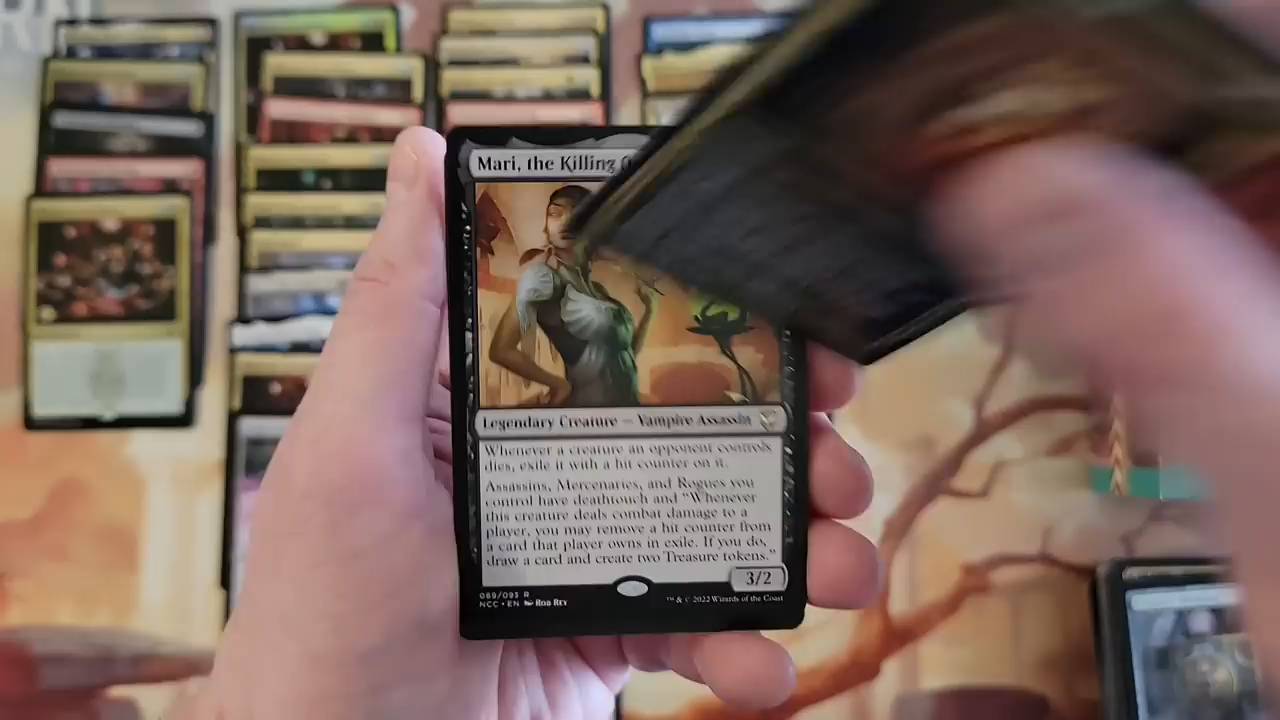 Mari, the Killing
Legendary Creature — Vampire Assassin
Whenever a creature an opponent controls
dies, exile it with a hit counter on it.
Assassins, Mercenaries, and Rogues you
control have deathtouch and "Whenever
this creature deals combat damage to a
player, you may remove a hit counter from
a card that player owns in exile. If you do,
draw a card and create two Treasure tokens."
3/2
069/093 R
NCC • EN Rob Rey
™ & © 2022 Wizards of the Coast